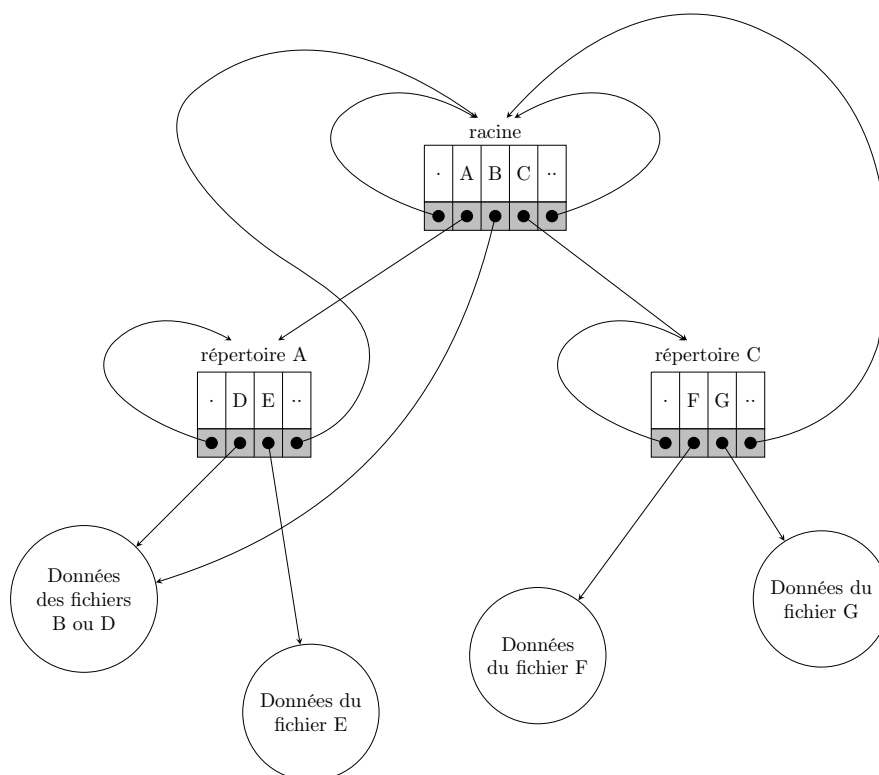 racine
· A B C ··
répertoire A
· D E ··
répertoire C
· F G ··
Données
des fichiers
B ou D
Données du
fichier E
Données
du fichier F
Données du
fichier G